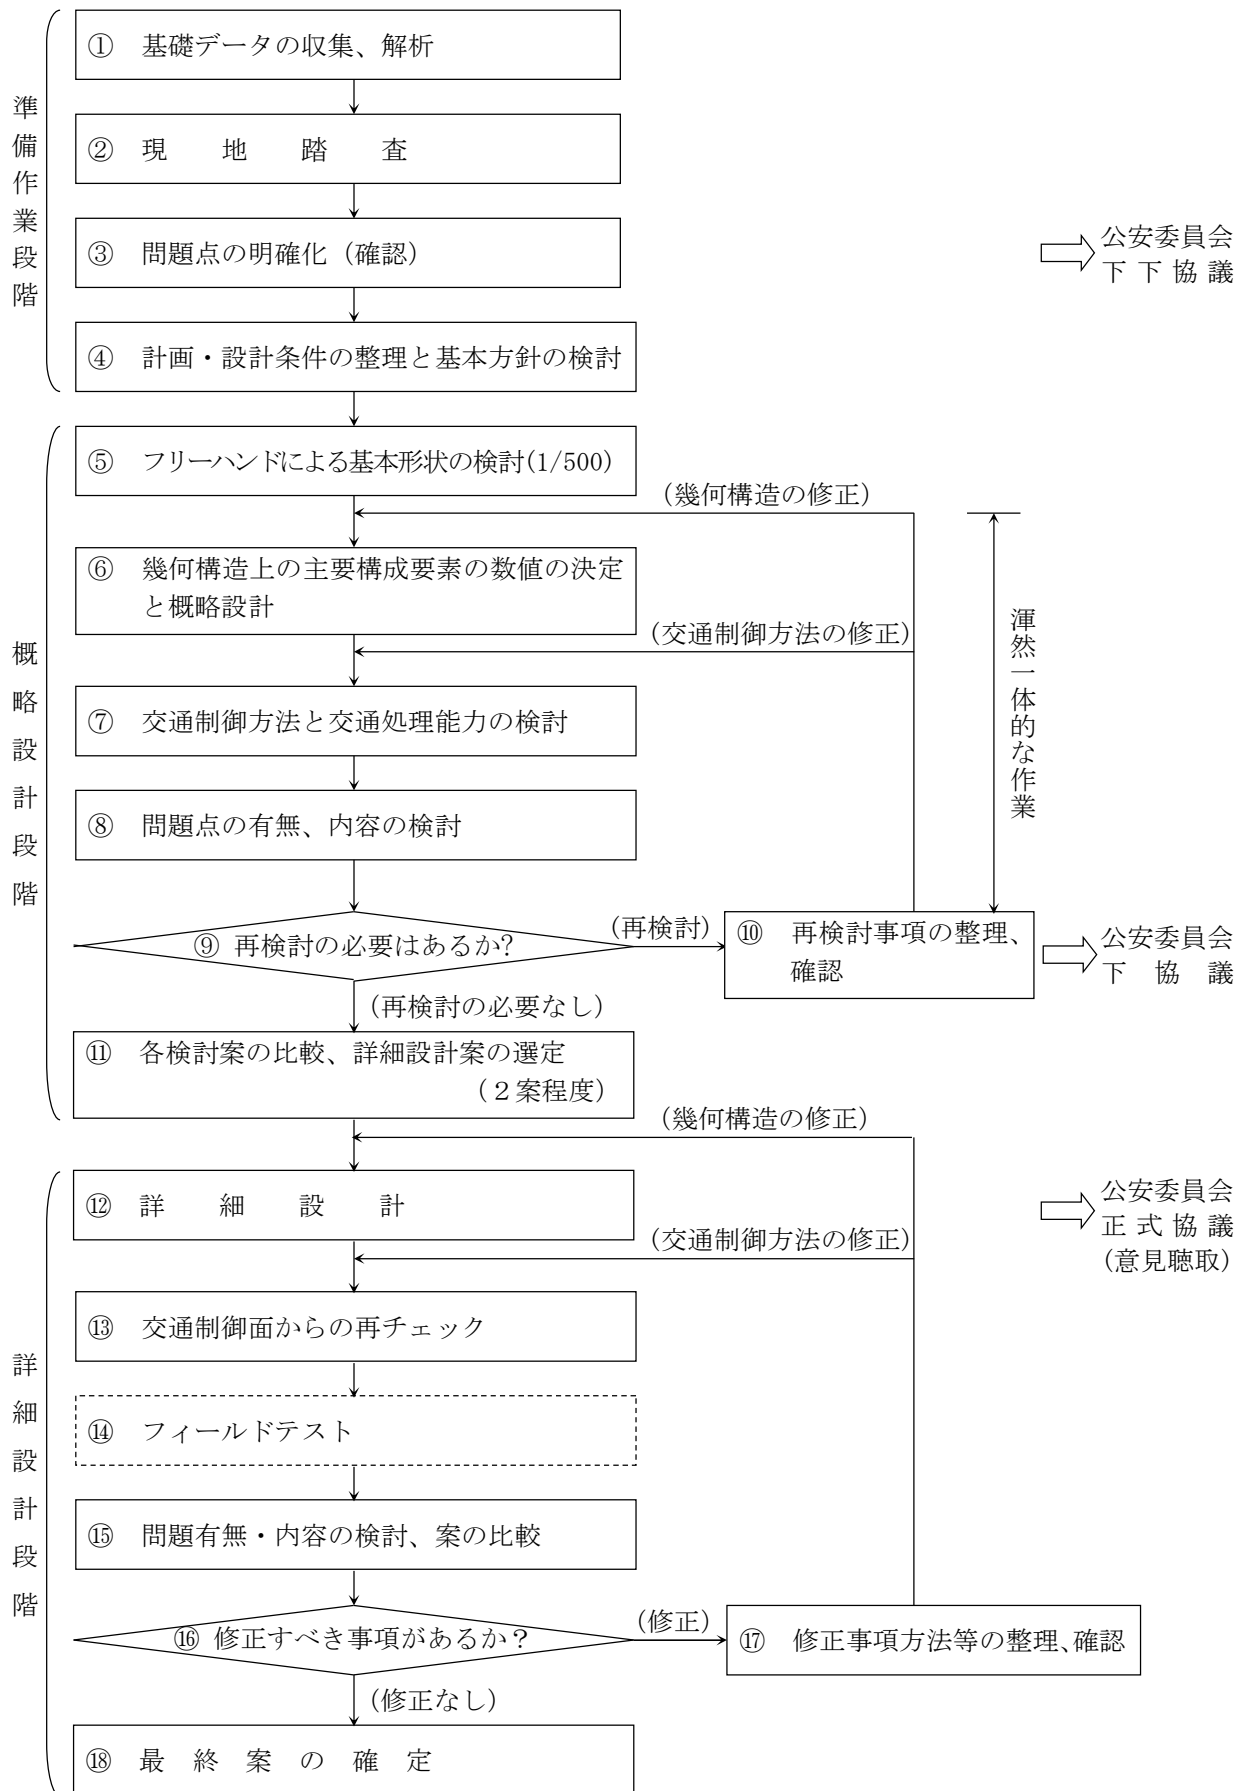 準備作業段階
① 基礎データの収集、解析
② 現 地 踏 査
③ 問題点の明確化（確認）
公安委員会
下 下 協 議
④ 計画・設計条件の整理と基本方針の検討
概略設計段階
⑤ フリーハンドによる基本形状の検討(1/500)
(幾何構造の修正)
⑥ 幾何構造上の主要構成要素の数値の決定
と概略設計
(交通制御方法の修正)
渾然一体的な作業
⑦ 交通制御方法と交通処理能力の検討
⑧ 問題点の有無、内容の検討
⑨ 再検討の必要はあるか?
(再検討)
⑩ 再検討事項の整理、
確認
公安委員会
下 協 議
(再検討の必要なし)
⑪ 各検討案の比較、詳細設計案の選定
（２案程度）
(幾何構造の修正)
詳細設計段階
⑫ 詳 細 設 計
公安委員会
正 式 協 議
(意見聴取)
(交通制御方法の修正)
⑬ 交通制御面からの再チェック
⑭ フィールドテスト
⑮ 問題有無・内容の検討、案の比較
⑯ 修正すべき事項があるか？
(修正)
⑰ 修正事項方法等の整理、確認
(修正なし)
⑱ 最 終 案 の 確 定